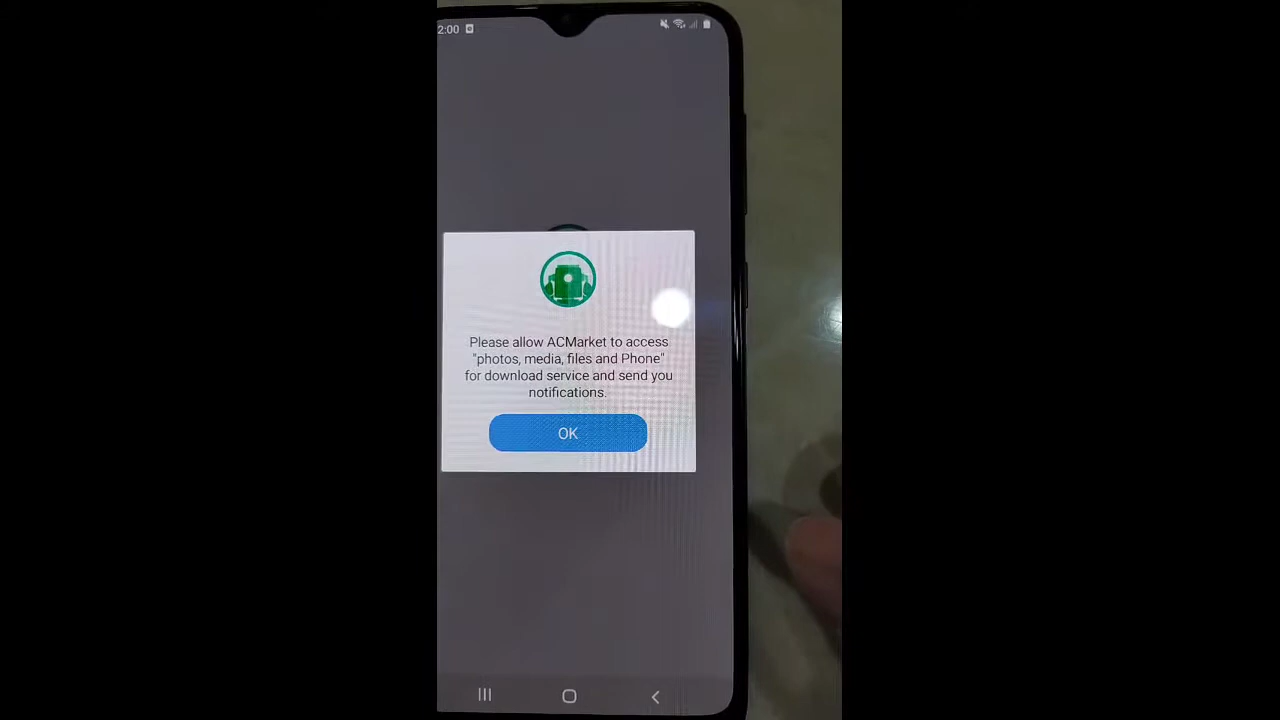 2:00
Please allow ACMarket to access
"photos, media, files and Phone"
for download service and send you
notifications.
OK